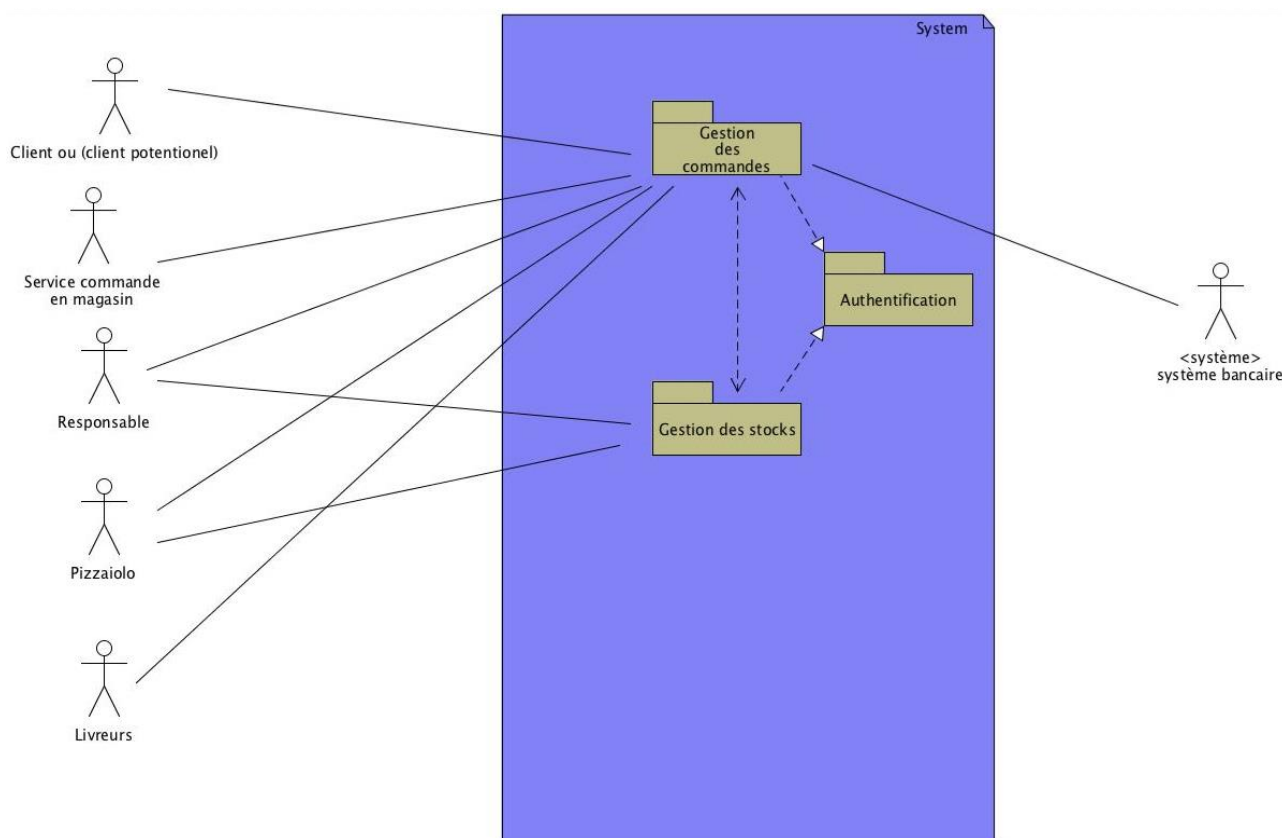 System
Client ou (client potentionel)
Service commande
en magasin
Responsable
Pizzaiolo
Livreurs
Gestion
des
commandes
Authentification
Gestion des stocks
<système>
système bancaire